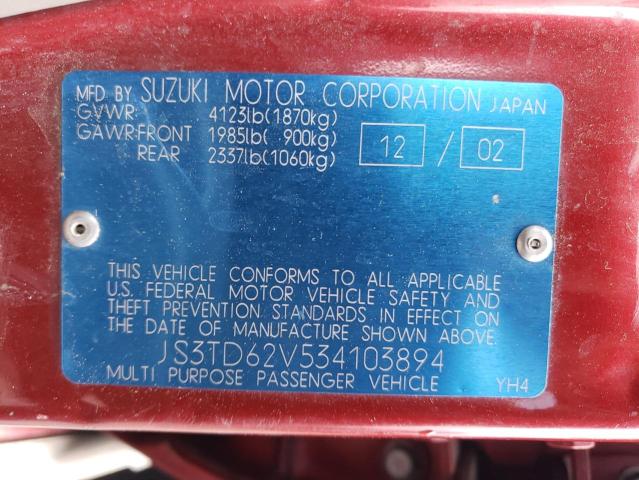 MFD BY SUZUKI MOTOR CORPORATION JAPAN
GVWR 4123lb(1870kg)
GAWR:FRONT 1985lb( 900kg)
REAR 2337lb(1060kg)
12 / 02
THIS VEHICLE CONFORMS TO ALL APPLICABLE
U.S. FEDERAL MOTOR VEHICLE SAFETY AND
THEFT PREVENTION STANDARDS IN EFFECT ON
THE DATE OF MANUFACTURE SHOWN ABOVE.
JS3TD62V534103894
MULTI PURPOSE PASSENGER VEHICLE YH4